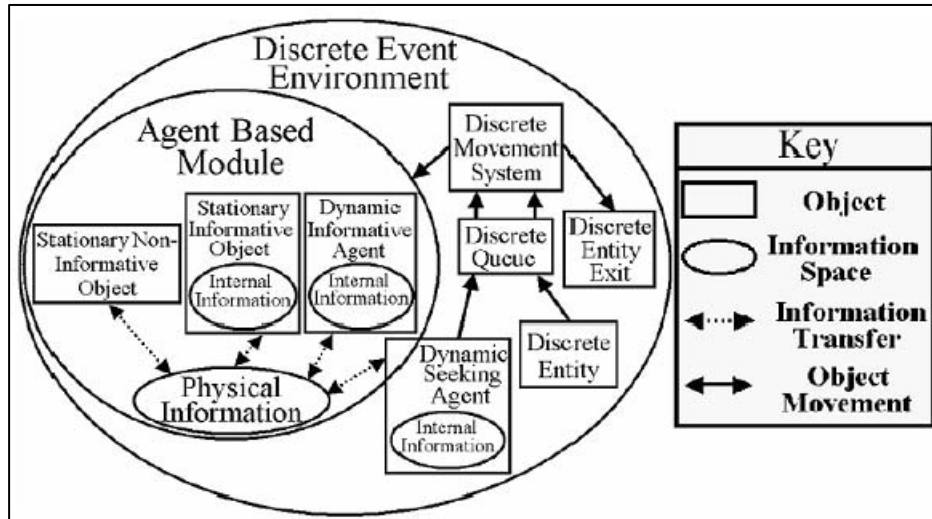 Discrete Event
Environment
Agent Based
Module
Stationary Non-
Informative
Object
Stationary
Informative
Object
Internal
Information
Dynamic
Informative
Agent
Internal
Information
Physical
Information
Discrete
Movement
System
Discrete
Queue
Discrete
Entity
Exit
Discrete
Entity
Dynamic
Seeking
Agent
Internal
Information
Key
Object
Information
Space
Information
Transfer
Object
Movement